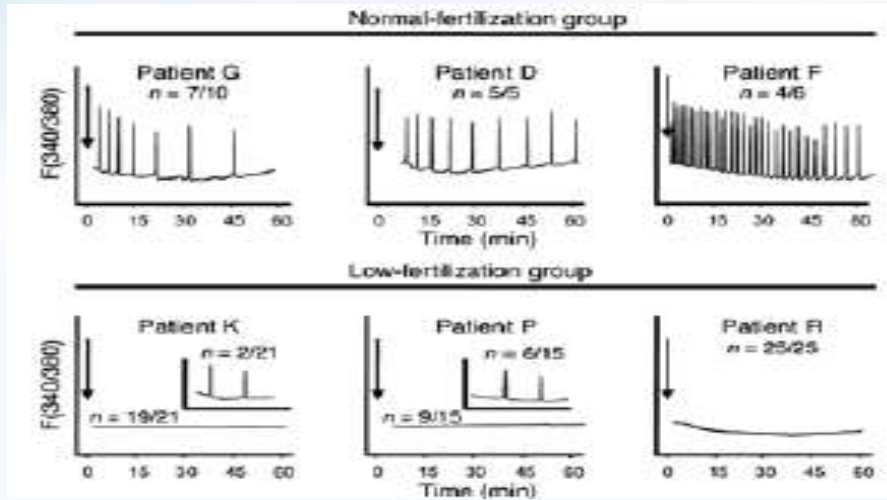 Normal-fertilization group
Patient G
n = 7/10
Patient D
n = 5/5
Patient F
n = 4/6
F(340/380)
0 15 30 45 60
0 15 30 45 60
0 15 30 45 60
Time (min)
Low-fertilization group
Patient K
n = 2/21
n = 19/21
Patient P
n = 6/15
n = 9/15
Patient R
n = 25/25
F(340/380)
0 15 30 45 60
0 15 30 45 60
0 15 30 45 60
Time (min)